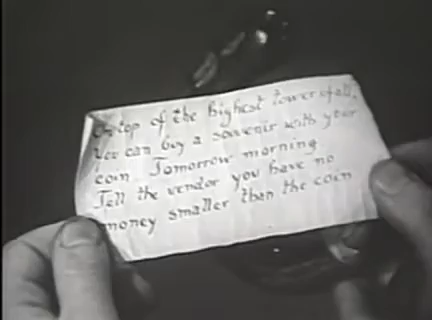 On top of the highest tower of all,
you can buy a souvenir with your
coin. Tomorrow morning
Tell the vendor you have no
money smaller than the coin